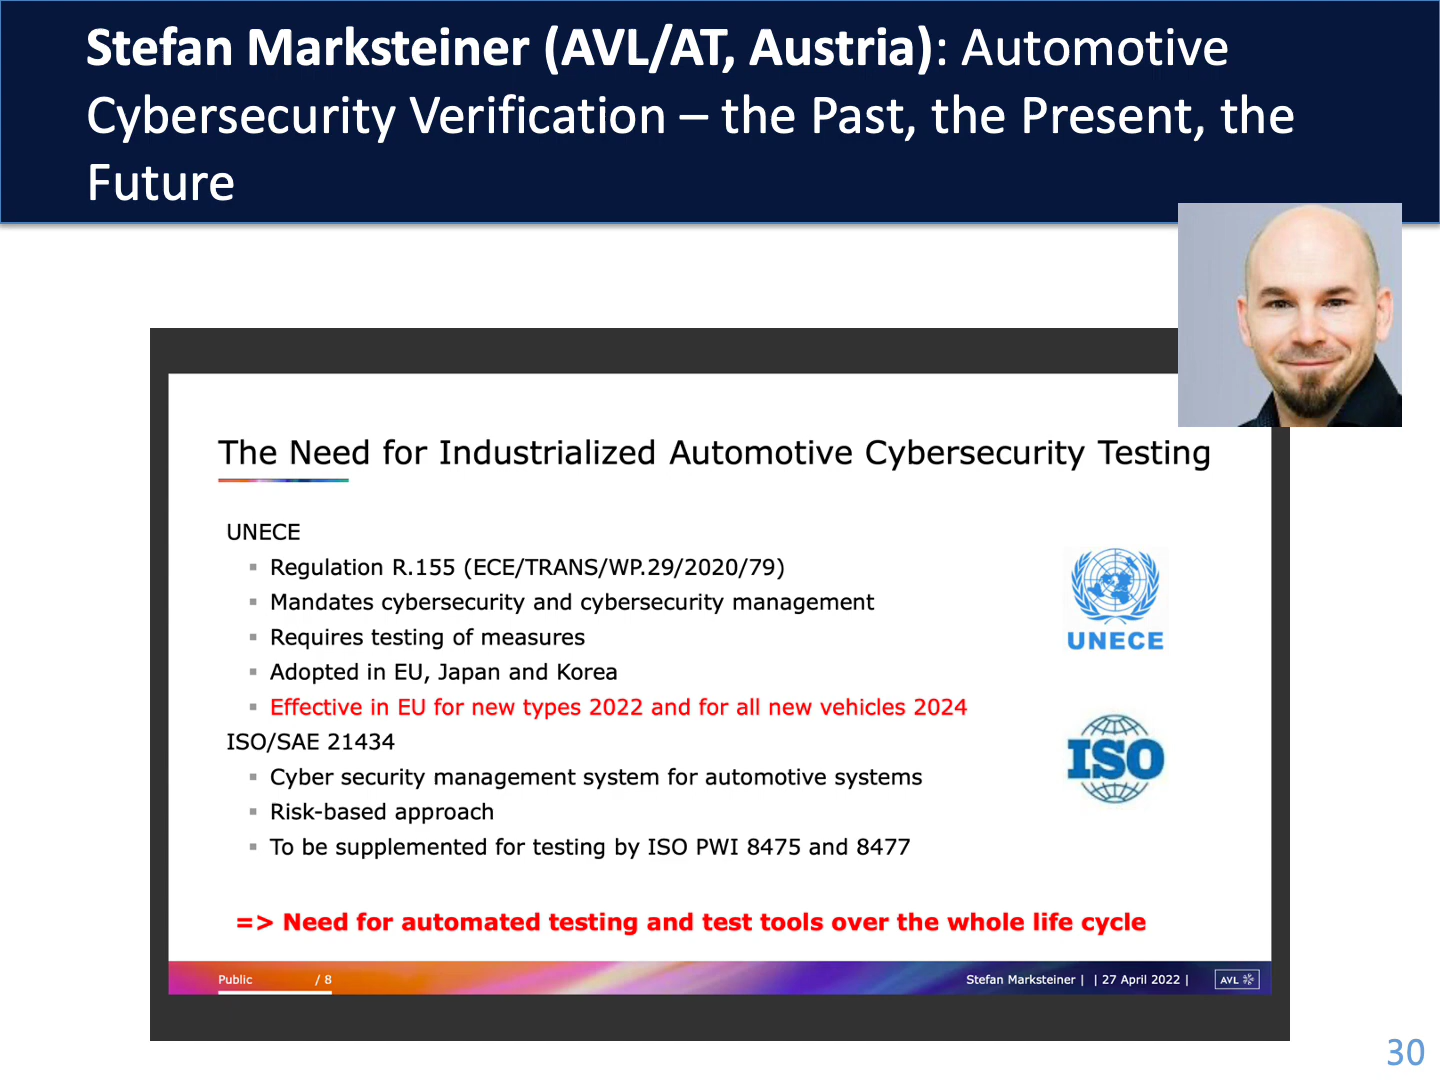 Stefan Marksteiner (AVL/AT, Austria): Automotive
Cybersecurity Verification – the Past, the Present, the
Future
The Need for Industrialized Automotive Cybersecurity Testing
UNECE
▪ Regulation R.155 (ECE/TRANS/WP.29/2020/79)
▪ Mandates cybersecurity and cybersecurity management
▪ Requires testing of measures
▪ Adopted in EU, Japan and Korea
▪ Effective in EU for new types 2022 and for all new vehicles 2024
UNECE
ISO/SAE 21434
▪ Cyber security management system for automotive systems
▪ Risk-based approach
▪ To be supplemented for testing by ISO PWI 8475 and 8477
ISO
=> Need for automated testing and test tools over the whole life cycle
Public / 8
Stefan Marksteiner | | 27 April 2022 |
AVL
30